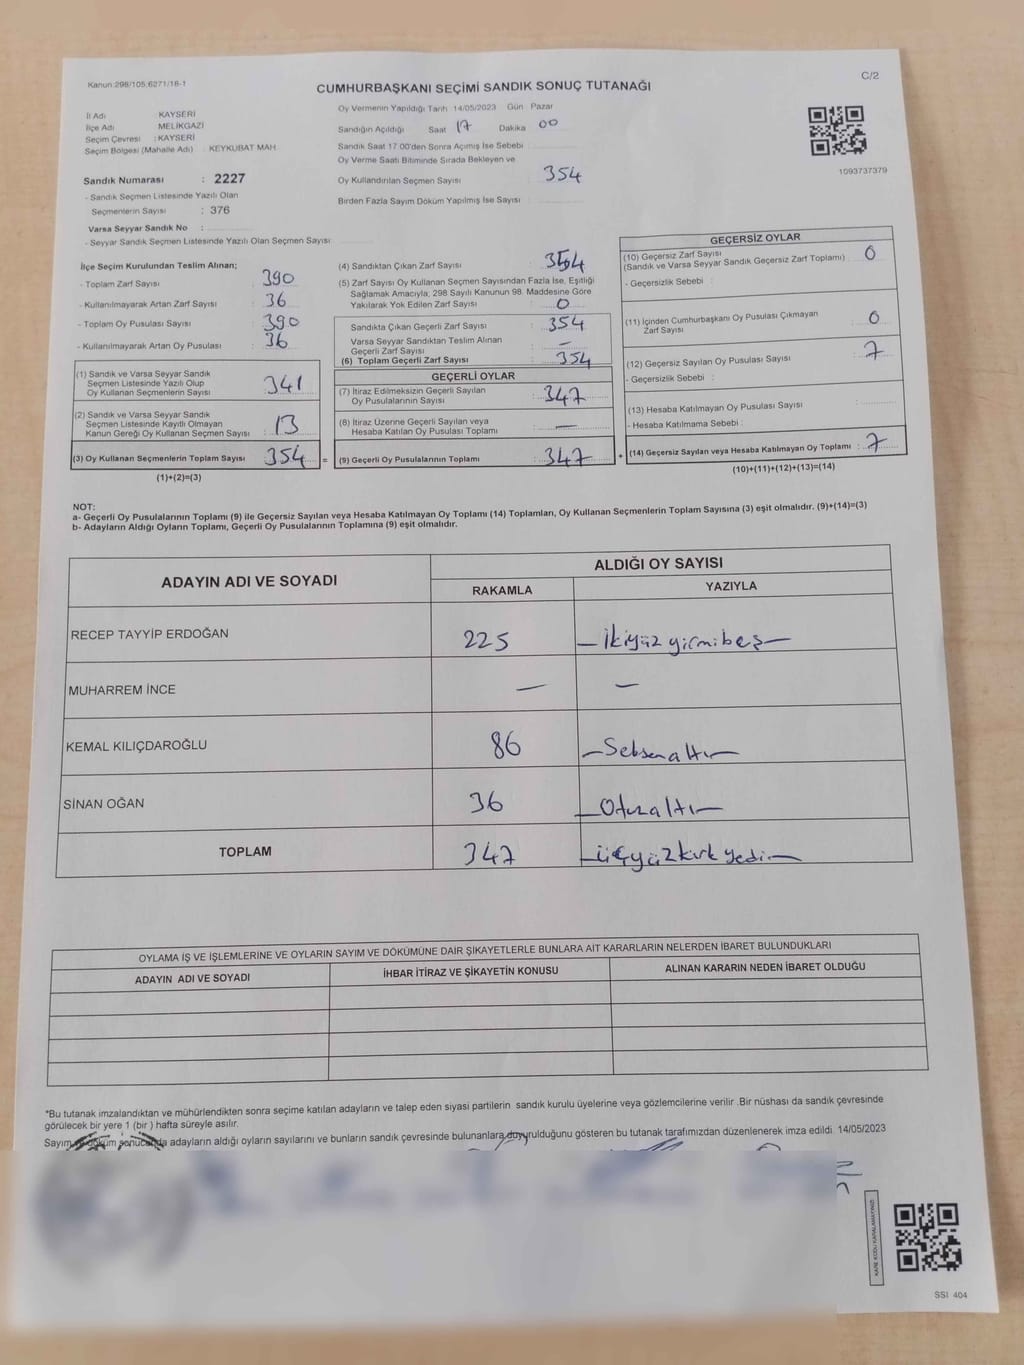 Kanun:298/105;6271/18-1
C/2
CUMHURBAŞKANI SEÇİMİ SANDIK SONUÇ TUTANAĞI
İl Adı KAYSERİ
İlçe Adı MELİKGAZİ
Seçim Çevresi : KAYSERİ
Seçim Bölgesi (Mahalle Adı) : KEYKUBAT MAH.
Sandık Numarası : 2227
- Sandık Seçmen Listesinde Yazılı Olan
Seçmenlerin Sayısı : 376
Varsa Seyyar Sandık No :
- Seyyar Sandık Seçmen Listesinde Yazılı Olan Seçmen Sayısı
Oy Vermenin Yapıldığı Tarih 14/05/2023 Gün Pazar
Sandığın Açıldığı Saat 17 Dakika 00
Sandık Saat 17:00'den Sonra Açımış İse Sebebi
Oy Verme Saati Bitiminde Sırada Bekleyen ve
Oy Kullandırılan Seçmen Sayısı 354
Birden Fazla Sayım Döküm Yapılmış İse Sayısı
1093737379
İlçe Seçim Kurulundan Teslim Alınan;
- Toplam Zarf Sayısı : 390
- Kullanılmayarak Artan Zarf Sayısı : 36
- Toplam Oy Pusulası Sayısı : 390
- Kullanılmayarak Artan Oy Pusulası : 36
(1) Sandık ve Varsa Seyyar Sandık
Seçmen Listesinde Yazılı Olup
Oy Kullanan Seçmenlerin Sayısı : 341
(2) Sandık ve Varsa Seyyar Sandık
Seçmen Listesinde Kayıtlı Olmayan
Kanun Gereği Oy Kullanan Seçmen Sayısı : 13
(3) Oy Kullanan Seçmenlerin Toplam Sayısı 354 =
(1)+(2)=(3)
(4) Sandıktan Çıkan Zarf Sayısı : 354
(5) Zarf Sayısı Oy Kullanan Seçmen Sayısından Fazla İse, Eşitliği
Sağlamak Amacıyla; 298 Sayılı Kanunun 98. Maddesine Göre
Yakılarak Yok Edilen Zarf Sayısı : 0
Sandıkta Çıkan Geçerli Zarf Sayısı : 354
Varsa Seyyar Sandıktan Teslim Alınan
Geçerli Zarf Sayısı : —
(6) Toplam Geçerli Zarf Sayısı : 354
GEÇERLİ OYLAR
(7) İtiraz Edilmeksizin Geçerli Sayılan
Oy Pusulalarının Sayısı : 347
(8) İtiraz Üzerine Geçerli Sayılan veya
Hesaba Katılan Oy Pusulası Toplamı : —
(9) Geçerli Oy Pusulalarının Toplamı : 347 +
GEÇERSİZ OYLAR
(10) Geçersiz Zarf Sayısı
(Sandık ve Varsa Seyyar Sandık Geçersiz Zarf Toplamı) : 0
- Geçersizlik Sebebi :
(11) İçinden Cumhurbaşkanı Oy Pusulası Çıkmayan
Zarf Sayısı : 0
(12) Geçersiz Sayılan Oy Pusulası Sayısı : 7
- Geçersizlik Sebebi :
(13) Hesaba Katılmayan Oy Pusulası Sayısı :
- Hesaba Katılmama Sebebi :
(14) Geçersiz Sayılan veya Hesaba Katılmayan Oy Toplamı : 7
(10)+(11)+(12)+(13)=(14)
NOT:
a- Geçerli Oy Pusulalarının Toplamı (9) ile Geçersiz Sayılan veya Hesaba Katılmayan Oy Toplamı (14) Toplamları, Oy Kullanan Seçmenlerin Toplam Sayısına (3) eşit olmalıdır. (9)+(14)=(3)
b- Adayların Aldığı Oyların Toplamı, Geçerli Oy Pusulalarının Toplamına (9) eşit olmalıdır.
ADAYIN ADI VE SOYADI
ALDIĞI OY SAYISI
RAKAMLA YAZIYLA
RECEP TAYYİP ERDOĞAN 225 —ikiyüz yirmibeş—
MUHARREM İNCE — —
KEMAL KILIÇDAROĞLU 86 —Seksenaltı—
SİNAN OĞAN 36 —Otuzaltı—
TOPLAM 347 —üçyüzkırk yedi—
OYLAMA İŞ VE İŞLEMLERİNE VE OYLARIN SAYIM VE DÖKÜMÜNE DAİR ŞİKAYETLERLE BUNLARA AİT KARARLARIN NELERDEN İBARET BULUNDUKLARI
ADAYIN ADI VE SOYADI İHBAR İTİRAZ VE ŞİKAYETİN KONUSU ALINAN KARARIN NEDEN İBARET OLDUĞU
*Bu tutanak imzalandıktan ve mühürlendikten sonra seçime katılan adayların ve talep eden siyasi partilerin sandık kurulu üyelerine veya gözlemcilerine verilir .Bir nüshası da sandık çevresinde
görülecek bir yere 1 (bir ) hafta süreyle asılır.
Sayım ve döküm sonucunda adayların aldığı oyların sayılarını ve bunların sandık çevresinde bulunanlara duyurulduğunu gösteren bu tutanak tarafımızdan düzenlenerek imza edildi. 14/05/2023
KARE KODU KARALAMAYINIZ!
SSI 404